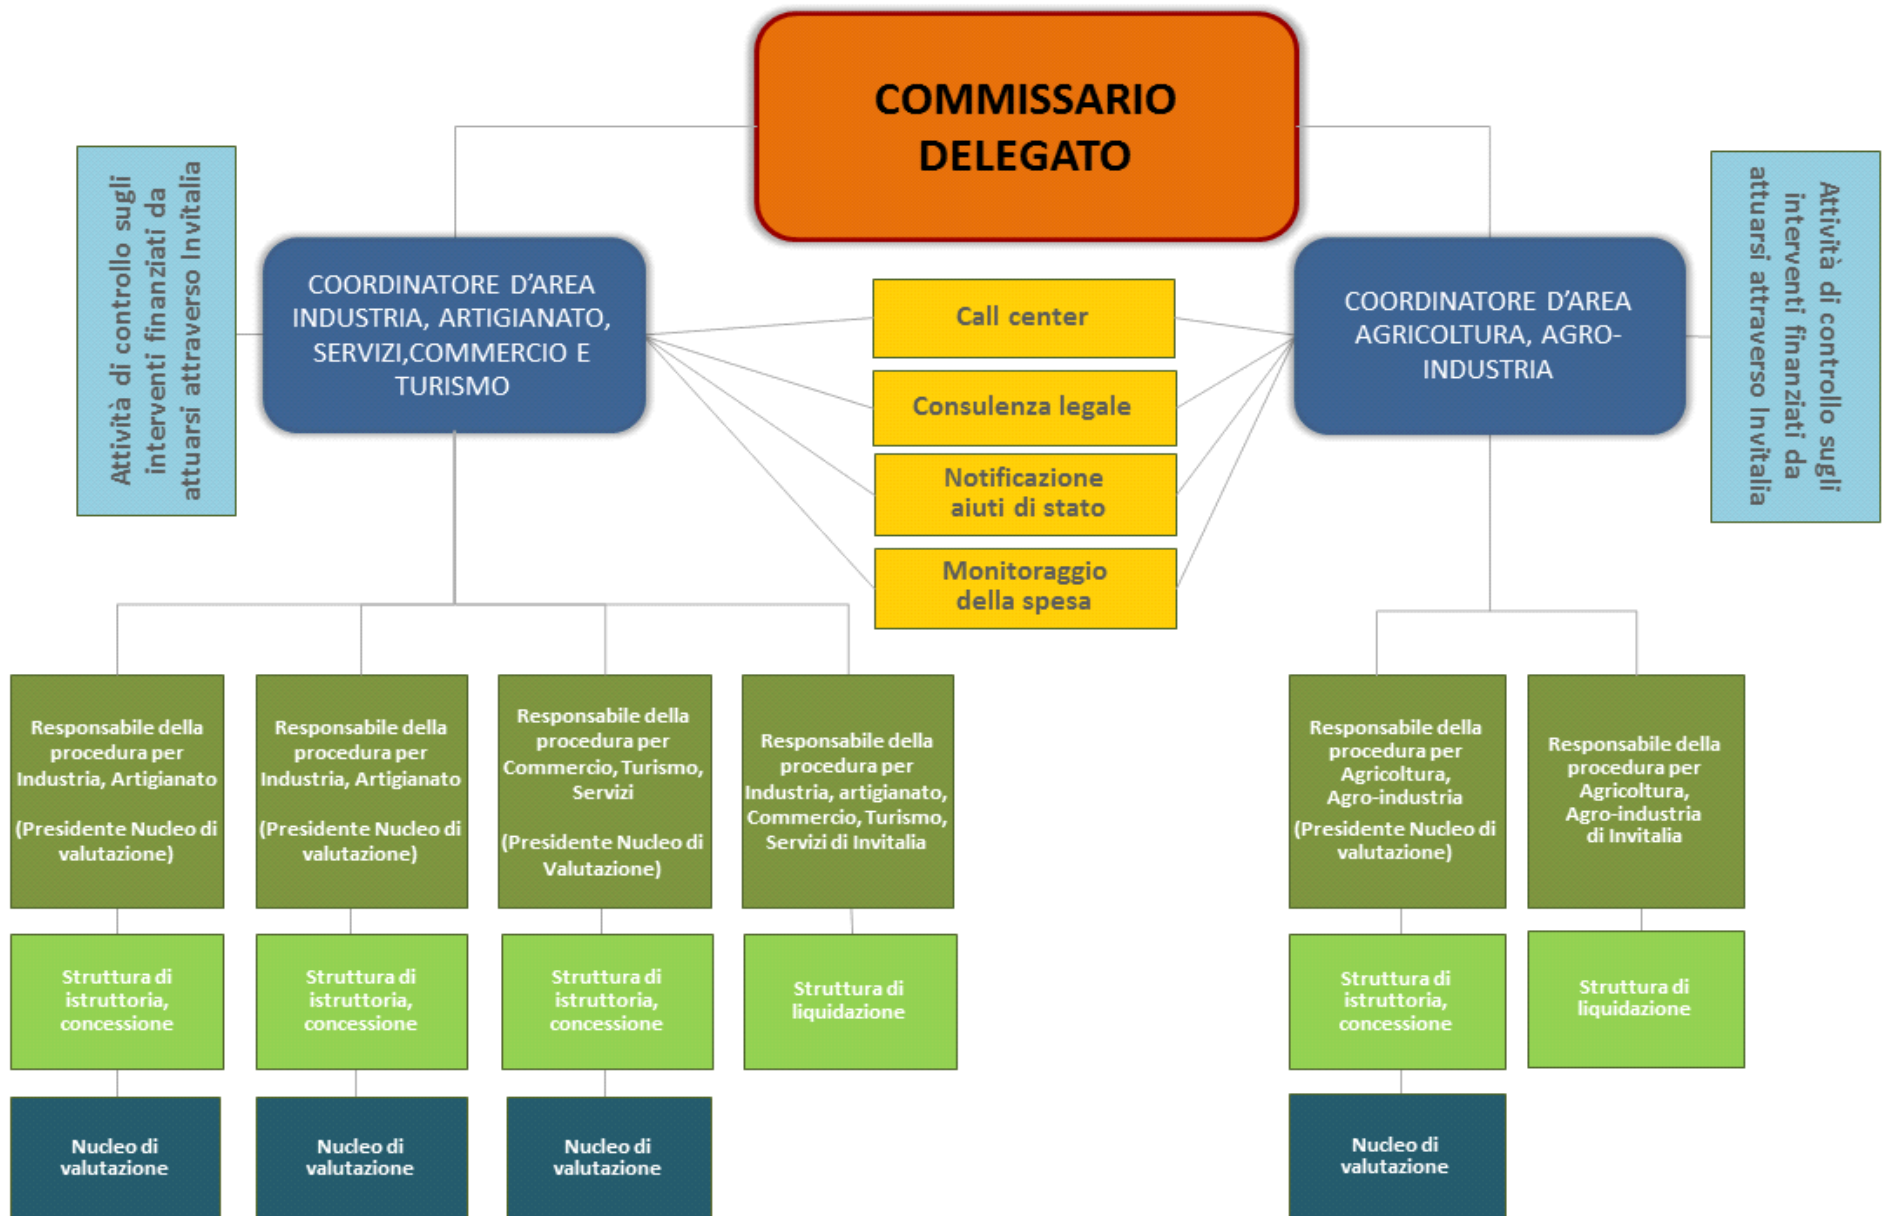 COMMISSARIO
DELEGATO
Attività di controllo sugli
interventi finanziati da
attuarsi attraverso Invitalia
COORDINATORE D'AREA
INDUSTRIA, ARTIGIANATO,
SERVIZI,COMMERCIO E
TURISMO
Call center
Consulenza legale
Notificazione
aiuti di stato
Monitoraggio
della spesa
COORDINATORE D'AREA
AGRICOLTURA, AGRO-
INDUSTRIA
Attività di controllo sugli
interventi finanziati da
attuarsi attraverso Invitalia
Responsabile della
procedura per
Industria, Artigianato
(Presidente Nucleo di
valutazione)
Responsabile della
procedura per
Industria, Artigianato
(Presidente Nucleo di
valutazione)
Responsabile della
procedura per
Commercio, Turismo,
Servizi
(Presidente Nucleo di
Valutazione)
Responsabile della
procedura per
Industria, artigianato,
Commercio, Turismo,
Servizi di Invitalia
Responsabile della
procedura per
Agricoltura,
Agro-industria
(Presidente Nucleo di
valutazione)
Responsabile della
procedura per
Agricoltura,
Agro-industria
di Invitalia
Struttura di
istruttoria,
concessione
Struttura di
istruttoria,
concessione
Struttura di
istruttoria,
concessione
Struttura di
liquidazione
Struttura di
istruttoria,
concessione
Struttura di
liquidazione
Nucleo di
valutazione
Nucleo di
valutazione
Nucleo di
valutazione
Nucleo di
valutazione